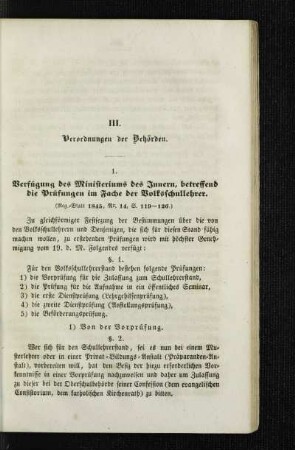 III.
Verordnungen der Behörden.
1.
Verfügung des Ministeriums des Innern, betreffend
die Prüfungen im Fache der Volksschullehrer.
(Reg.-Blatt 1845, Nr. 14, S. 119—126.)
Zu gleichförmiger Festsetzung der Bestimmungen über die von
den Volksschullehrern und Denjenigen, die sich für diesen Stand fähig
machen wollen, zu erstehenden Prüfungen wird mit höchster Geneh-
migung vom 19. d. M. Folgendes verfügt:
§. 1.
Für den Volksschullehrerstand bestehen folgende Prüfungen:
1) die Vorprüfung für die Zulassung zum Schullehrerstand,
2) die Prüfung für die Aufnahme in ein öffentliches Seminar,
3) die erste Dienstprüfung (Lehrgehilfenprüfung),
4) die zweite Dienstprüfung (Anstellungsprüfung),
5) die Beförderungsprüfung.
1) Von der Vorprüfung.
§. 2.
Wer sich für den Schullehrerstand, sei es nun bei einem Mu-
sterlehrer oder in einer Privat-Bildungs-Anstalt (Präparanden-An-
stalt), vorbereiten will, hat den Besitz der hiezu erforderlichen Vor-
kenntnisse in einer Vorprüfung nachzuweisen und daher um Zulassung
zu dieser bei der Oberschulbehörde seiner Confession (dem evangelischen
Consistorium, dem katholischen Kirchenrath) zu bitten.